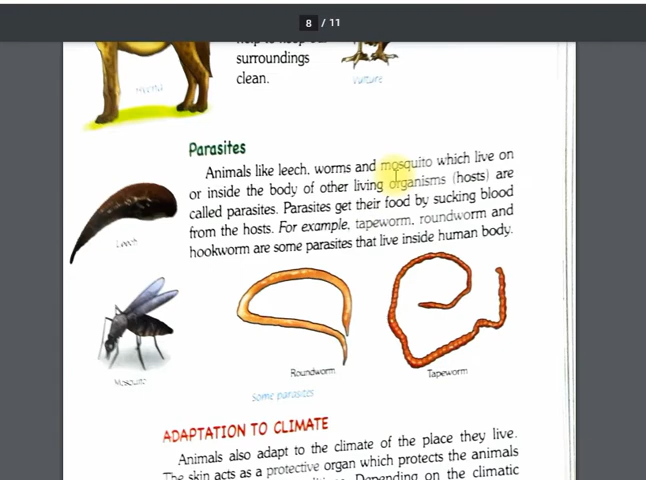 8 / 11
surroundings
clean.
Hyena
Vulture
Parasites
Animals like leech, worms and mosquito which live on
or inside the body of other living organisms (hosts) are
called parasites. Parasites get their food by sucking blood
from the hosts. For example, tapeworm, roundworm and
hookworm are some parasites that live inside human body.
Leech
Mosquito
Roundworm
Tapeworm
Some parasites
ADAPTATION TO CLIMATE
Animals also adapt to the climate of the place they live.
The skin acts as a protective organ which protects the animals
Depending on the climatic